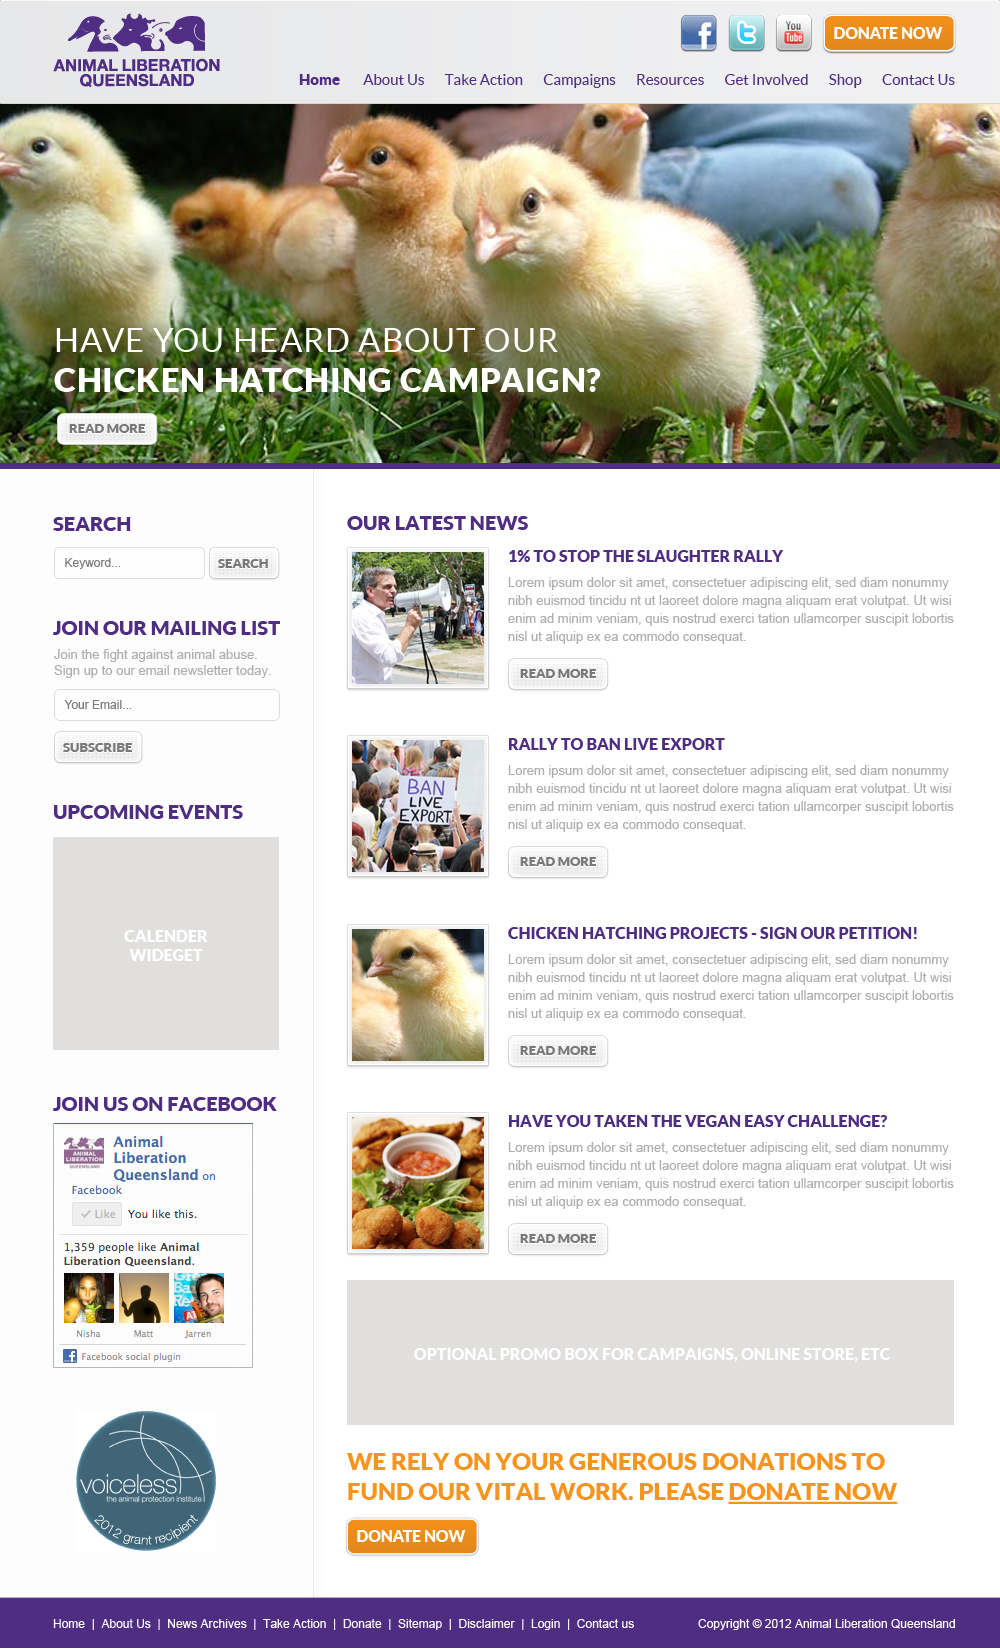 ANIMAL LIBERATION
QUEENSLAND
You
Tube
DONATE NOW
Home About Us Take Action Campaigns Resources Get Involved Shop Contact Us
HAVE YOU HEARD ABOUT OUR
CHICKEN HATCHING CAMPAIGN?
READ MORE
SEARCH
Keyword...
SEARCH
JOIN OUR MAILING LIST
Join the fight against animal abuse.
Sign up to our email newsletter today.
Your Email...
SUBSCRIBE
UPCOMING EVENTS
CALENDER
WIDEGET
JOIN US ON FACEBOOK
ANIMAL
LIBERATION
QUEENSLAND
Animal
Liberation
Queensland on
Facebook
Like
You like this.
1,359 people like Animal
Liberation Queensland.
Nisha Matt Jarren
Facebook social plugin
voiceless
the animal protection institute
2012 grant recipient
OUR LATEST NEWS
1% TO STOP THE SLAUGHTER RALLY
Lorem ipsum dolor sit amet, consectetuer adipiscing elit, sed diam nonummy
nibh euismod tincidu nt ut laoreet dolore magna aliquam erat volutpat. Ut wisi
enim ad minim veniam, quis nostrud exerci tation ullamcorper suscipit lobortis
nisl ut aliquip ex ea commodo consequat.
READ MORE
BAN
LIVE
EXPORT
RALLY TO BAN LIVE EXPORT
Lorem ipsum dolor sit amet, consectetuer adipiscing elit, sed diam nonummy
nibh euismod tincidu nt ut laoreet dolore magna aliquam erat volutpat. Ut wisi
enim ad minim veniam, quis nostrud exerci tation ullamcorper suscipit lobortis
nisl ut aliquip ex ea commodo consequat.
READ MORE
CHICKEN HATCHING PROJECTS - SIGN OUR PETITION!
Lorem ipsum dolor sit amet, consectetuer adipiscing elit, sed diam nonummy
nibh euismod tincidu nt ut laoreet dolore magna aliquam erat volutpat. Ut wisi
enim ad minim veniam, quis nostrud exerci tation ullamcorper suscipit lobortis
nisl ut aliquip ex ea commodo consequat.
READ MORE
HAVE YOU TAKEN THE VEGAN EASY CHALLENGE?
Lorem ipsum dolor sit amet, consectetuer adipiscing elit, sed diam nonummy
nibh euismod tincidu nt ut laoreet dolore magna aliquam erat volutpat. Ut wisi
enim ad minim veniam, quis nostrud exerci tation ullamcorper suscipit lobortis
nisl ut aliquip ex ea commodo consequat.
READ MORE
OPTIONAL PROMO BOX FOR CAMPAIGNS, ONLINE STORE, ETC
WE RELY ON YOUR GENEROUS DONATIONS TO
FUND OUR VITAL WORK. PLEASE DONATE NOW
DONATE NOW
Home | About Us | News Archives | Take Action | Donate | Sitemap | Disclaimer | Login | Contact us
Copyright © 2012 Animal Liberation Queensland